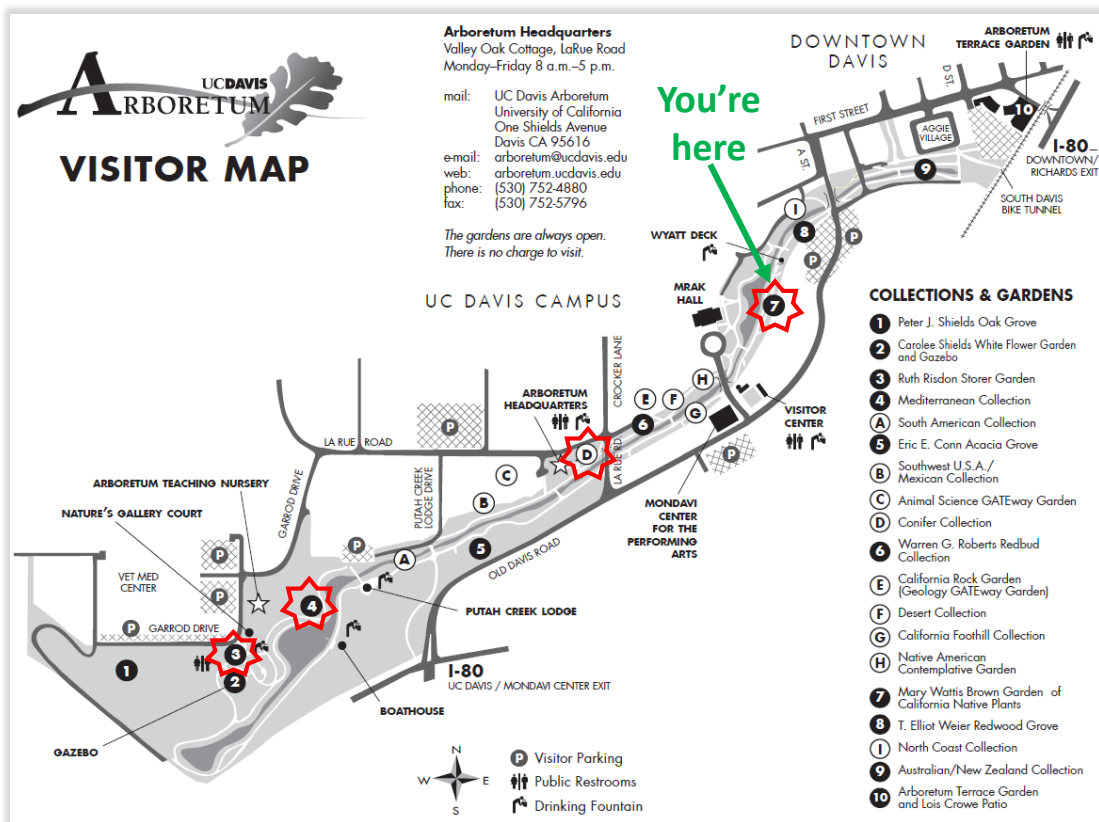 UCDAVIS
ARBORETUM
VISITOR MAP
Arboretum Headquarters
Valley Oak Cottage, LaRue Road
Monday–Friday 8 a.m.–5 p.m.
mail: UC Davis Arboretum
University of California
One Shields Avenue
Davis CA 95616
e-mail: arboretum@ucdavis.edu
web: arboretum.ucdavis.edu
phone: (530) 752-4880
fax: (530) 752-5796
The gardens are always open.
There is no charge to visit.
You're
here
DOWNTOWN
DAVIS
ARBORETUM
TERRACE GARDEN
D ST.
FIRST STREET
A ST.
AGGIE
VILLAGE
10
I-80
DOWNTOWN/
RICHARDS EXIT
SOUTH DAVIS
BIKE TUNNEL
9
I
8
P
P
WYATT DECK
MRAK
HALL
7
UC DAVIS CAMPUS
CROCKER LANE
LA RUE RD.
ARBORETUM
HEADQUARTERS
H
E
F
G
6
VISITOR
CENTER
P
MONDAVI
CENTER
FOR THE
PERFORMING
ARTS
D
C
B
A
5
P
LA RUE ROAD
GARROD DRIVE
PUTAH CREEK
LODGE DRIVE
OLD DAVIS ROAD
ARBORETUM TEACHING NURSERY
NATURE'S GALLERY COURT
P
P
P
P
VET MED
CENTER
GARROD DRIVE
4
3
2
1
PUTAH CREEK LODGE
I-80
UC DAVIS / MONDAVI CENTER EXIT
BOATHOUSE
GAZEBO
N
W E
S
P Visitor Parking
Public Restrooms
Drinking Fountain
COLLECTIONS & GARDENS
1 Peter J. Shields Oak Grove
2 Carolee Shields White Flower Garden
and Gazebo
3 Ruth Risdon Storer Garden
4 Mediterranean Collection
A South American Collection
5 Eric E. Conn Acacia Grove
B Southwest U.S.A./
Mexican Collection
C Animal Science GATEway Garden
D Conifer Collection
6 Warren G. Roberts Redbud
Collection
E California Rock Garden
(Geology GATEway Garden)
F Desert Collection
G California Foothill Collection
H Native American
Contemplative Garden
7 Mary Wattis Brown Garden of
California Native Plants
8 T. Elliot Weier Redwood Grove
I North Coast Collection
9 Australian/New Zealand Collection
10 Arboretum Terrace Garden
and Lois Crowe Patio